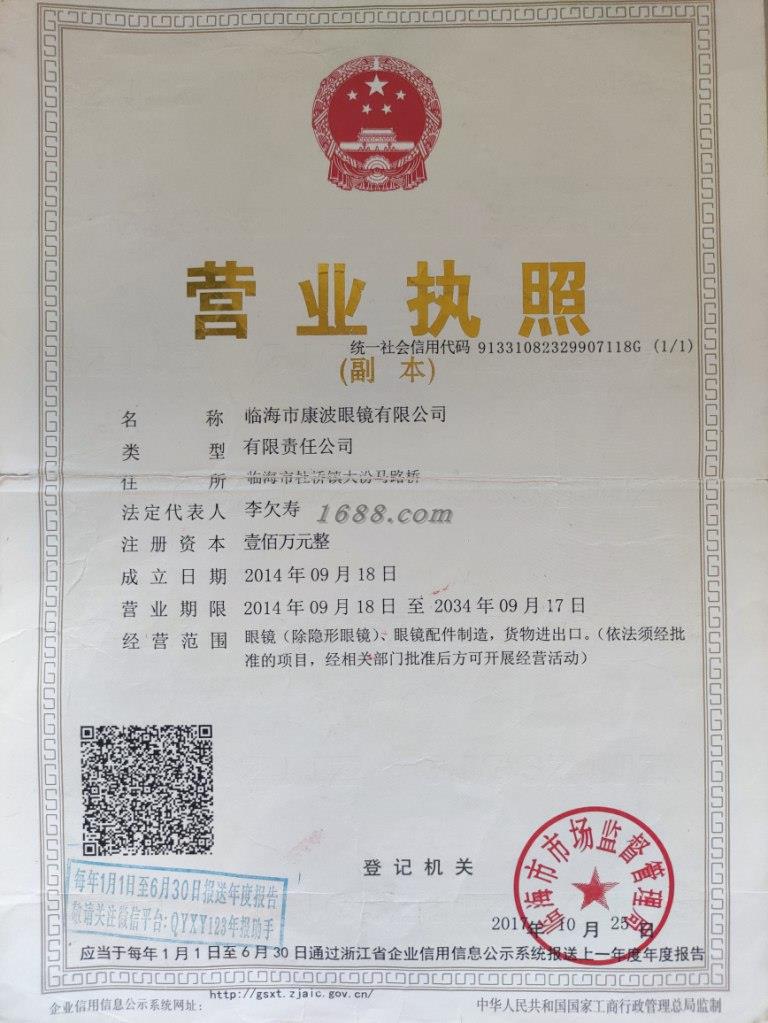 营业执照
统一社会信用代码 91331082329907118G (1/1)
(副本)
名称 临海市康波眼镜有限公司
类型 有限责任公司
住所 临海市杜桥镇大汾马路桥
法定代表人 李欠寿
1688.com
注册资本 壹佰万元整
成立日期 2014年09月18日
营业期限 2014年09月18日 至 2034年09月17日
经营范围 眼镜（除隐形眼镜）、眼镜配件制造，货物进出口。（依法须经批
准的项目，经相关部门批准后方可开展经营活动）
登记机关
临海市市场监督管理局
2017年10月25日
每年1月1日至6月30日报送年度报告
敬请关注微信平台：QYXY123年报助手
应当于每年1月1日至6月30日通过浙江省企业信用信息公示系统报送上一年度年度报告
企业信用信息公示系统网址： http://gsxt.zjaic.gov.cn/
中华人民共和国国家工商行政管理总局监制